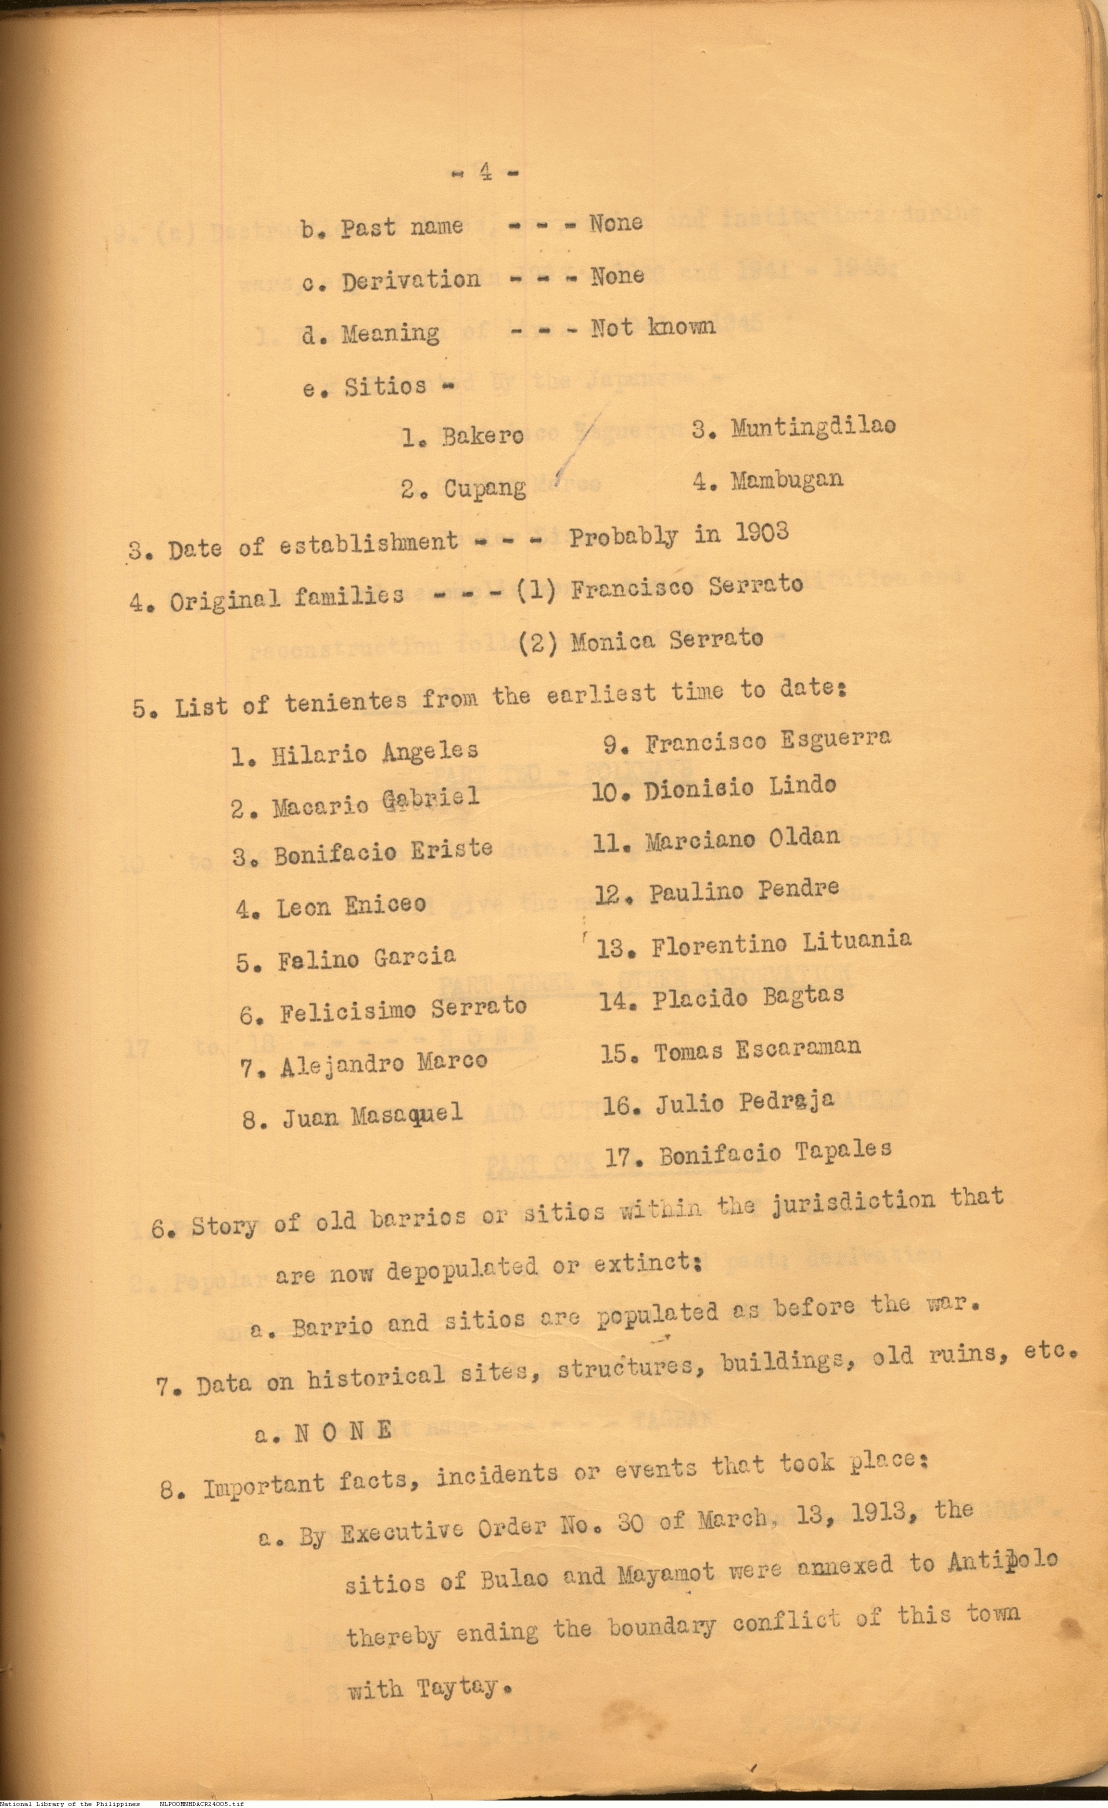 - 4 -
b. Past name - - - None
c. Derivation - - - None
d. Meaning - - - Not known
e. Sitios -
1. Bakero 3. Muntingdilao
2. Cupang 4. Mambugan
3. Date of establishment - - - Probably in 1903
4. Original families - - - (1) Francisco Serrato
(2) Monica Serrato
5. List of tenientes from the earliest time to date:
1. Hilario Angeles 9. Francisco Esguerra
2. Macario Gabriel 10. Dionisio Lindo
3. Bonifacio Eriste 11. Marciano Oldan
4. Leon Eniceo 12. Paulino Pendre
5. Felino Garcia 13. Florentino Lituania
6. Felicisimo Serrato 14. Placido Bagtas
7. Alejandro Marco 15. Tomas Escaraman
8. Juan Masaquel 16. Julio Pedraja
17. Bonifacio Tapales
6. Story of old barrios or sitios within the jurisdiction that
are now depopulated or extinct:
a. Barrio and sitios are populated as before the war.
7. Data on historical sites, structures, buildings, old ruins, etc.
a. N O N E
8. Important facts, incidents or events that took place:
a. By Executive Order No. 30 of March, 13, 1913, the
sitios of Bulao and Mayamot were annexed to Antipolo
thereby ending the boundary conflict of this town
with Taytay.
National Library of the Philippines NLPOOMNHDACR24005.tif